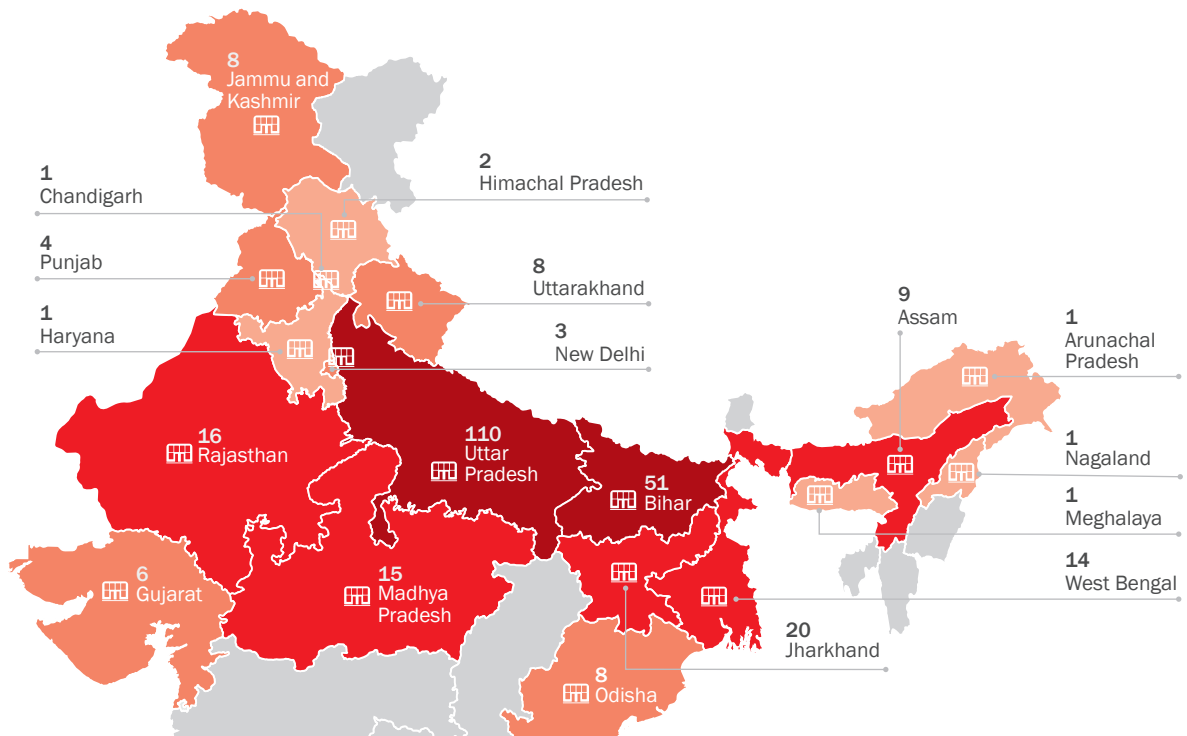 8
Jammu and
Kashmir
1
Chandigarh
2
Himachal Pradesh
4
Punjab
8
Uttarakhand
1
Haryana
3
New Delhi
9
Assam
1
Arunachal
Pradesh
16
Rajasthan
110
Uttar
Pradesh
51
Bihar
1
Nagaland
1
Meghalaya
6
Gujarat
15
Madhya
Pradesh
14
West Bengal
20
Jharkhand
8
Odisha